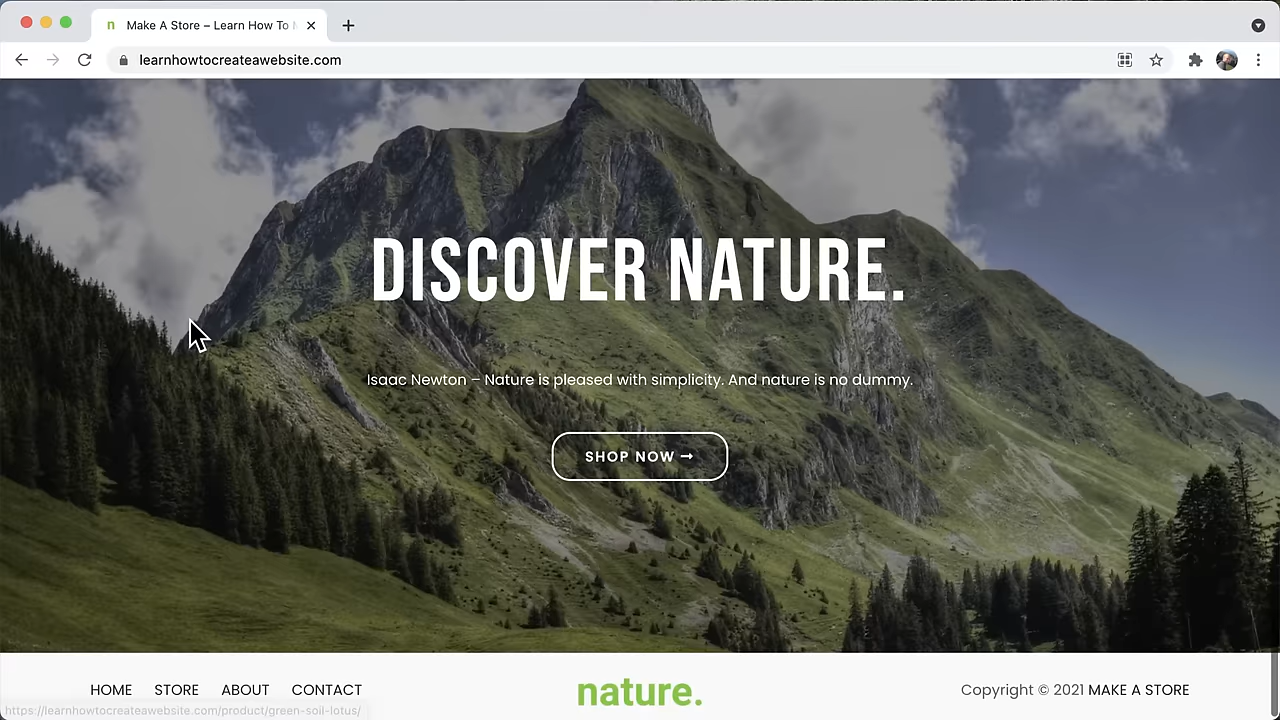 n Make A Store – Learn How To
learnhowtocreateawebsite.com
DISCOVER NATURE.
Isaac Newton – Nature is pleased with simplicity. And nature is no dummy.
SHOP NOW ➞
HOME STORE ABOUT CONTACT
nature.
Copyright © 2021 MAKE A STORE
https://learnhowtocreateawebsite.com/product/green-soil-lotus/